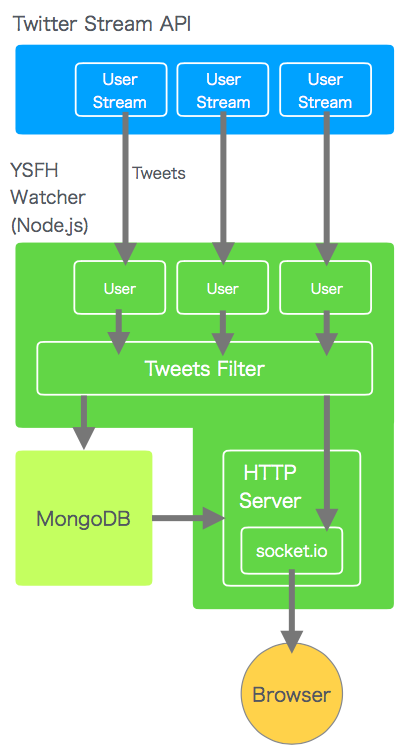 Twitter Stream API
User
Stream
User
Stream
User
Stream
YSFH
Watcher
(Node.js)
Tweets
User
User
User
Tweets Filter
HTTP
Server
MongoDB
socket.io
Browser